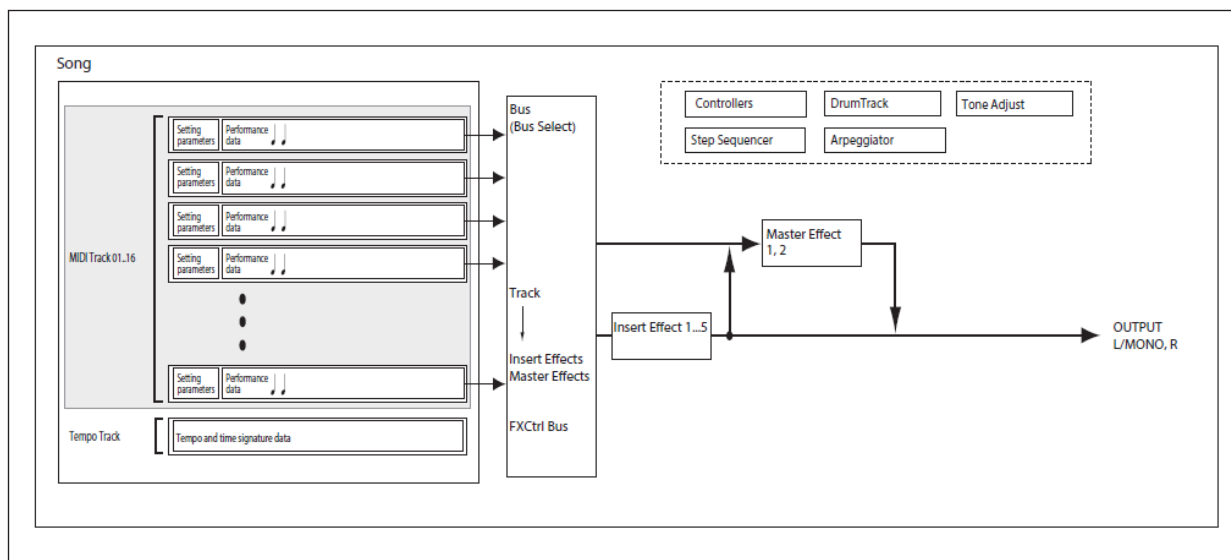 Song
MIDI Track 01..16
Setting
parameters
Performance
data
Setting
parameters
Performance
data
Setting
parameters
Performance
data
Setting
parameters
Performance
data
Setting
parameters
Performance
data
Tempo Track
Tempo and time signature data
Bus
(Bus Select)
Track
Insert Effects
Master Effects
FXCtrl Bus
Controllers
DrumTrack
Tone Adjust
Step Sequencer
Arpeggiator
Master Effect
1, 2
Insert Effect 1...5
OUTPUT
L/MONO, R